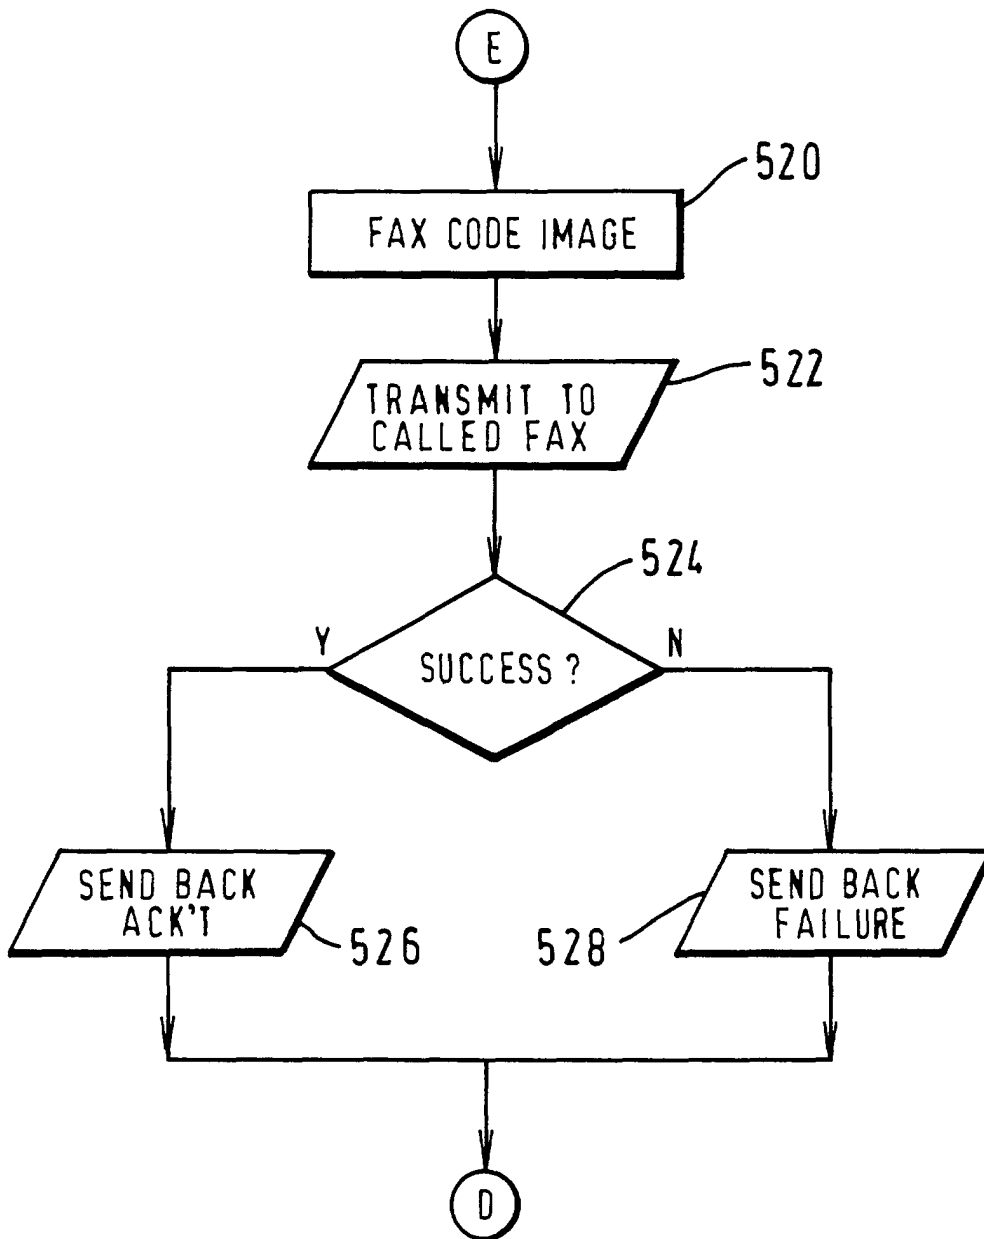 E
520
FAX CODE IMAGE
522
TRANSMIT TO
CALLED FAX
524
Y
N
SUCCESS?
SEND BACK
ACK'T
526
528
SEND BACK
FAILURE
D